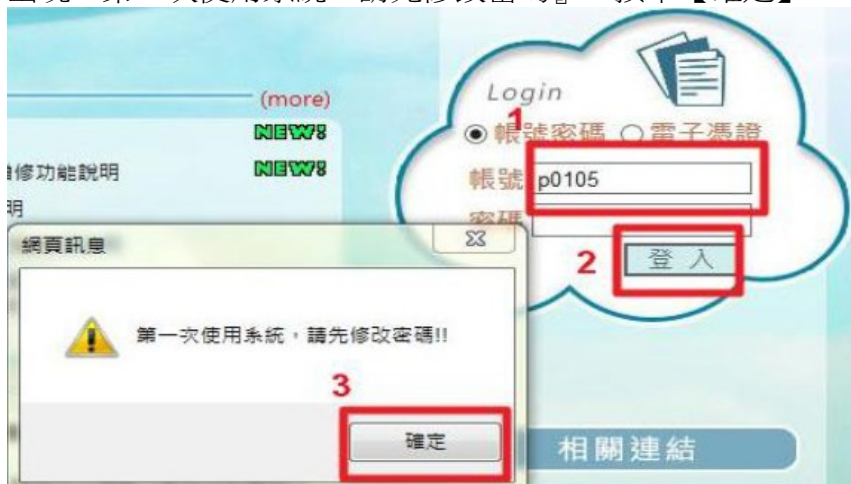 (more)
NEW!
修功能說明
NEW!
明
Login
1
帳號密碼 電子憑證
帳號 p0105
密碼
2
登入
網頁訊息
第一次使用系統，請先修改密碼!!
3
確定
相關連結